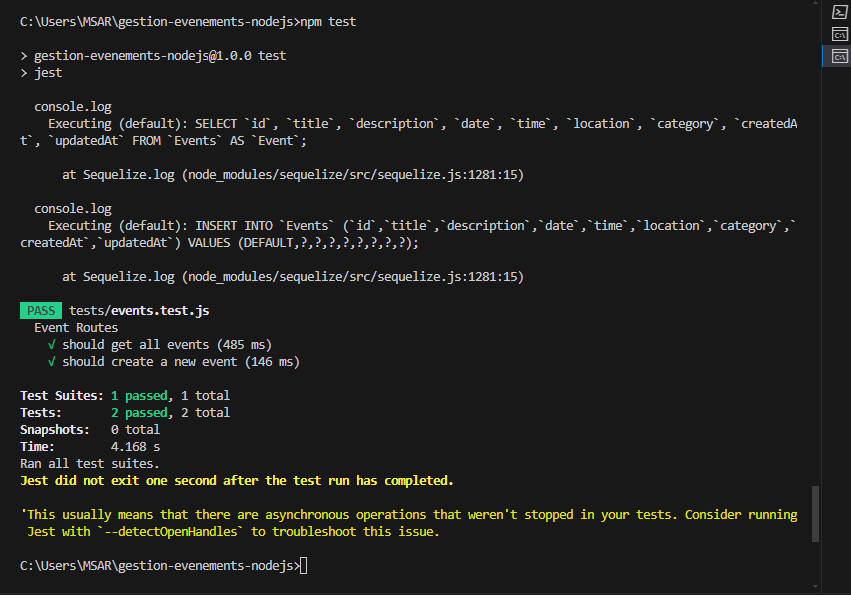 C:\Users\MSAR\gestion-evenements-nodejs>npm test
> gestion-evenements-nodejs@1.0.0 test
> jest
console.log
Executing (default): SELECT `id`, `title`, `description`, `date`, `time`, `location`, `category`, `createdA
t`, `updatedAt` FROM `Events` AS `Event`;
at Sequelize.log (node_modules/sequelize/src/sequelize.js:1281:15)
console.log
Executing (default): INSERT INTO `Events` (`id`,`title`,`description`,`date`,`time`,`location`,`category`,`
createdAt`,`updatedAt`) VALUES (DEFAULT,?,?,?,?,?,?,?,?);
at Sequelize.log (node_modules/sequelize/src/sequelize.js:1281:15)
PASS tests/events.test.js
Event Routes
√ should get all events (485 ms)
√ should create a new event (146 ms)
Test Suites: 1 passed, 1 total
Tests: 2 passed, 2 total
Snapshots: 0 total
Time: 4.168 s
Ran all test suites.
Jest did not exit one second after the test run has completed.
'This usually means that there are asynchronous operations that weren't stopped in your tests. Consider running
Jest with `--detectOpenHandles` to troubleshoot this issue.
C:\Users\MSAR\gestion-evenements-nodejs>